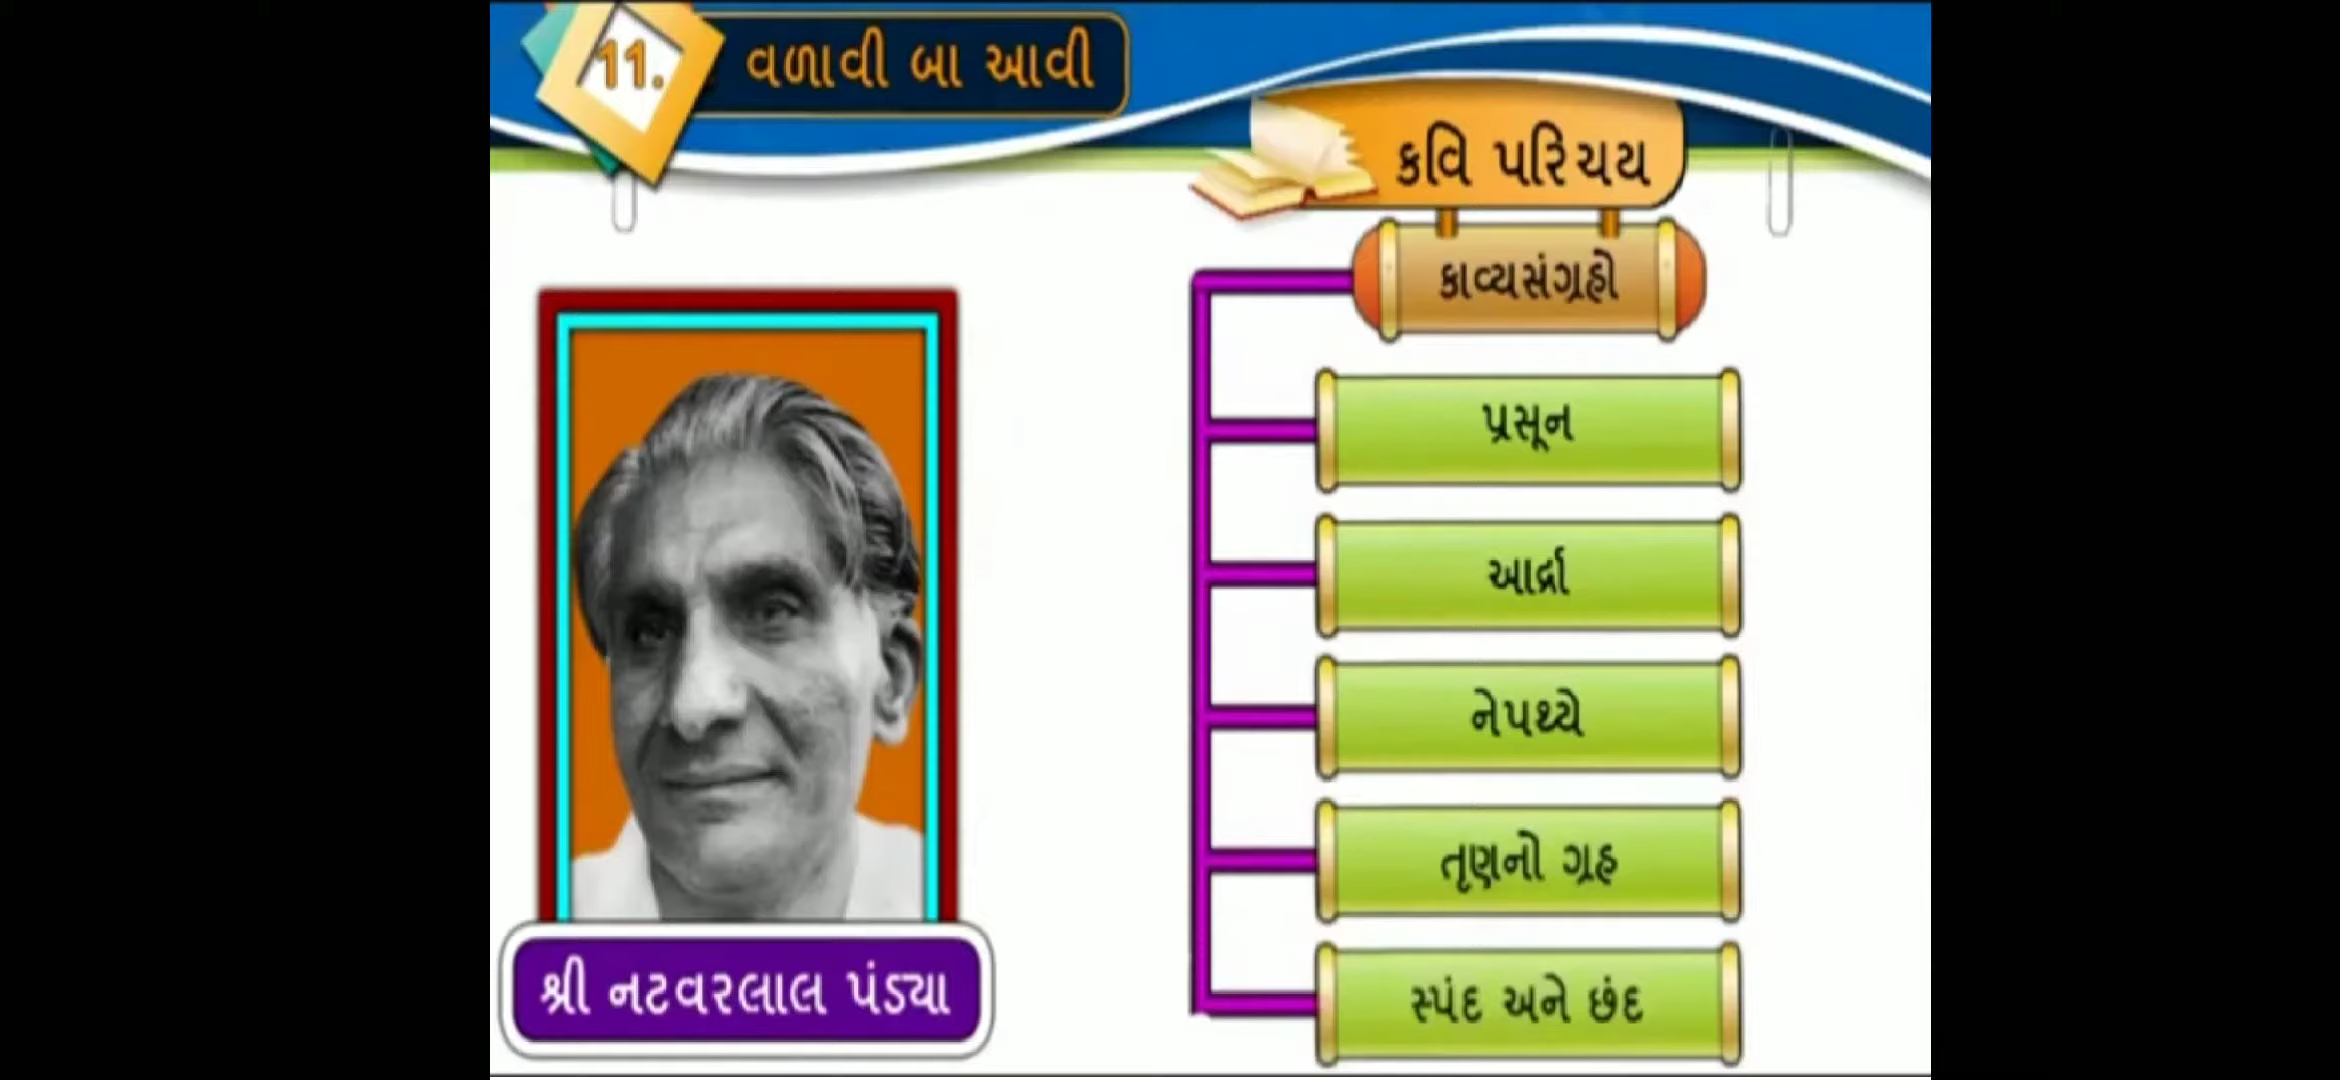 11. વળાવી બા આવી
કવિ પરિચય
કાવ્યસંગ્રહો
પ્રસૂન
આર્દ્રા
નેપથ્યે
તૃણનો ગ્રહ
સ્પંદ અને છંદ
શ્રી નટવરલાલ પંડ્યા